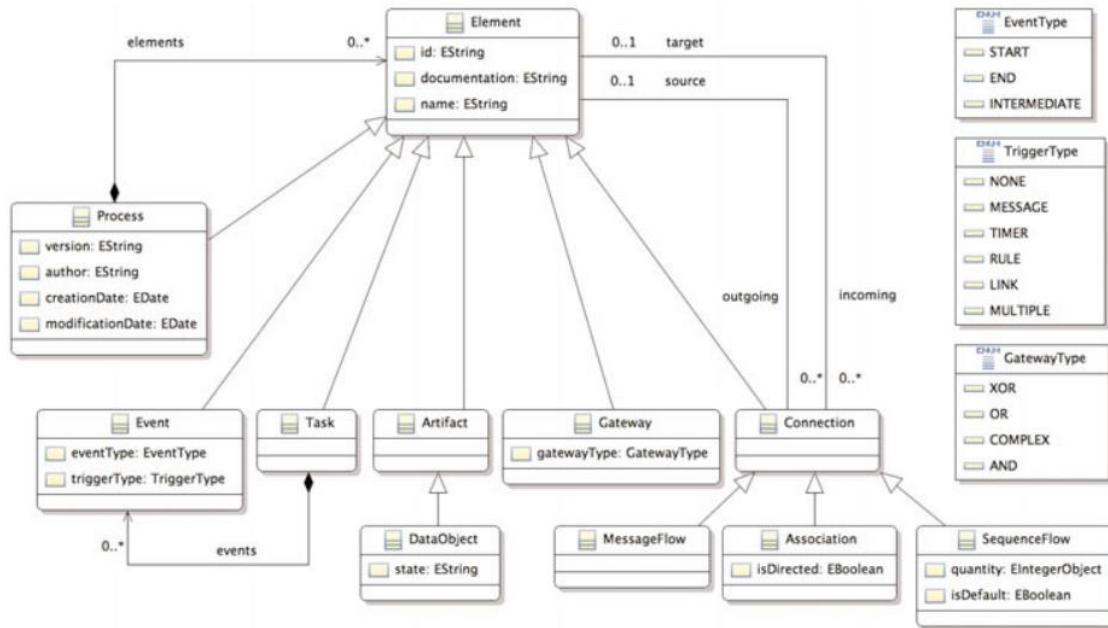 Element
id: EString
documentation: EString
name: EString
elements
0..*
0..1
target
0..1
source
Process
version: EString
author: EString
creationDate: EDate
modificationDate: EDate
outgoing
incoming
0..*
0..*
Event
eventType: EventType
triggerType: TriggerType
Task
Artifact
Gateway
gatewayType: GatewayType
Connection
0..*
events
DataObject
state: EString
MessageFlow
Association
isDirected: EBoolean
SequenceFlow
quantity: EIntegerObject
isDefault: EBoolean
EventType
START
END
INTERMEDIATE
TriggerType
NONE
MESSAGE
TIMER
RULE
LINK
MULTIPLE
GatewayType
XOR
OR
COMPLEX
AND